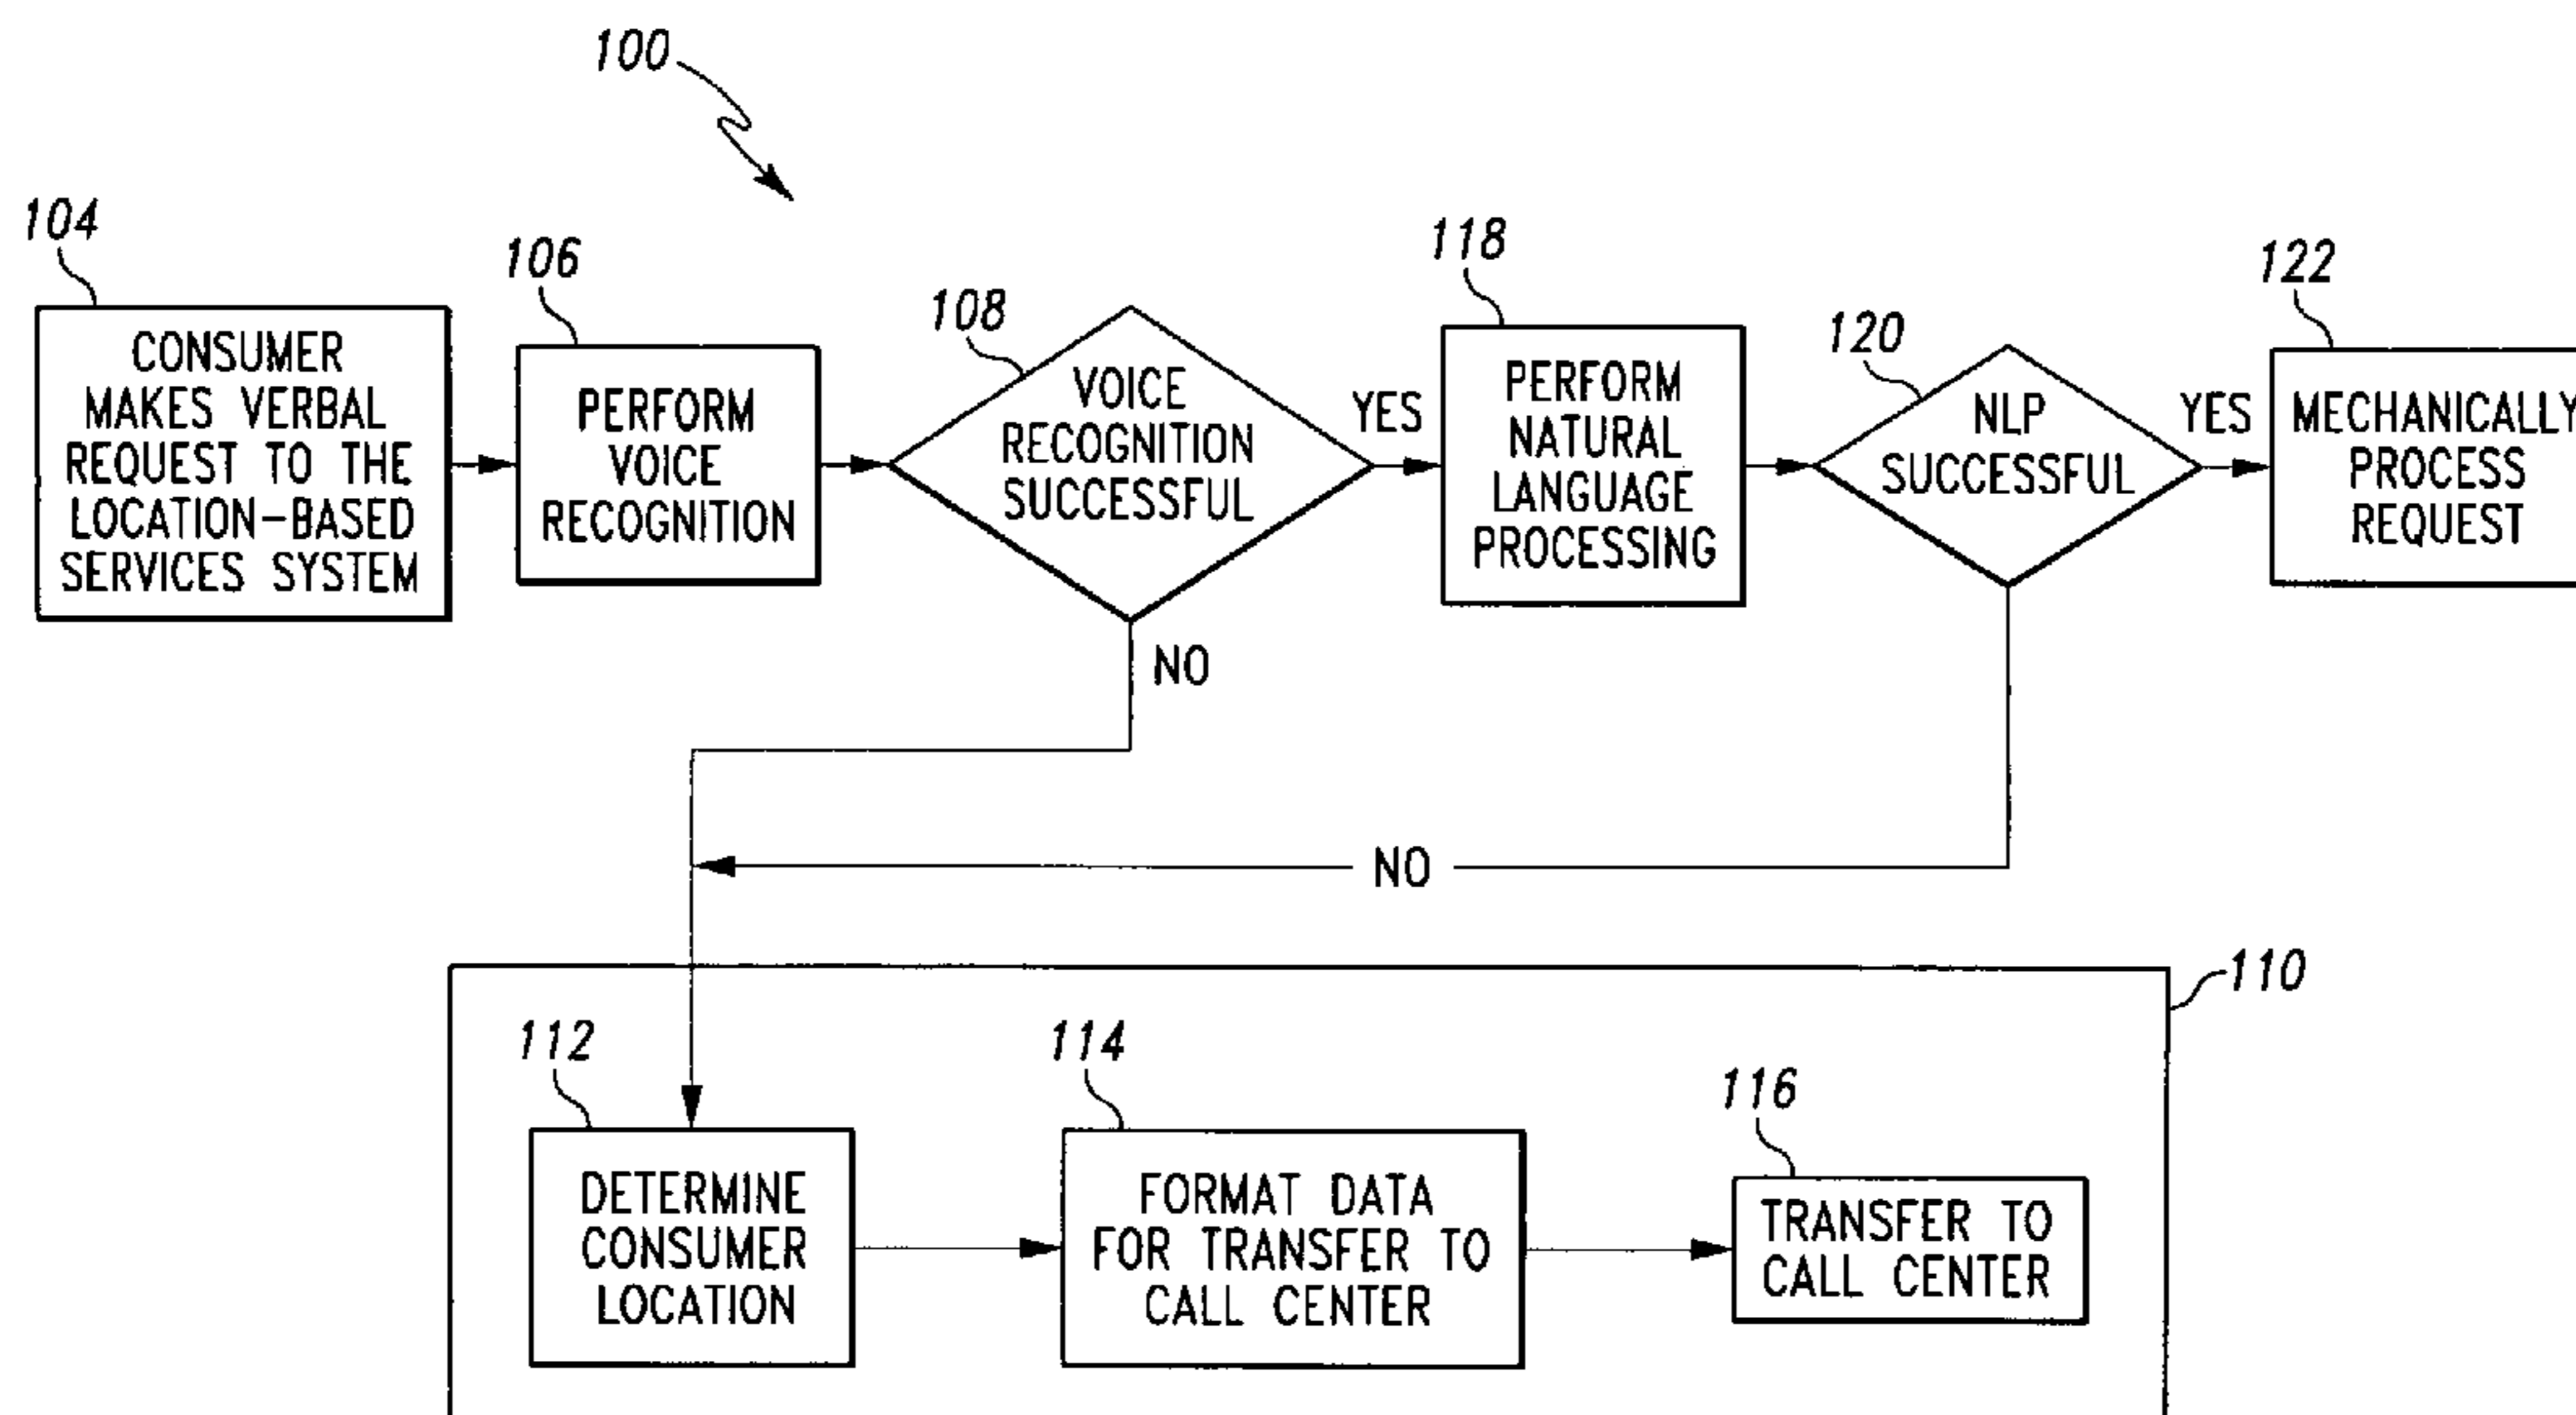 100
104
CONSUMER
MAKES VERBAL
REQUEST TO THE
LOCATION-BASED
SERVICES SYSTEM
106
PERFORM
VOICE
RECOGNITION
108
VOICE
RECOGNITION
SUCCESSFUL
YES
NO
118
PERFORM
NATURAL
LANGUAGE
PROCESSING
120
NLP
SUCCESSFUL
YES
NO
122
MECHANICALLY
PROCESS
REQUEST
110
112
DETERMINE
CONSUMER
LOCATION
114
FORMAT DATA
FOR TRANSFER TO
CALL CENTER
116
TRANSFER TO
CALL CENTER